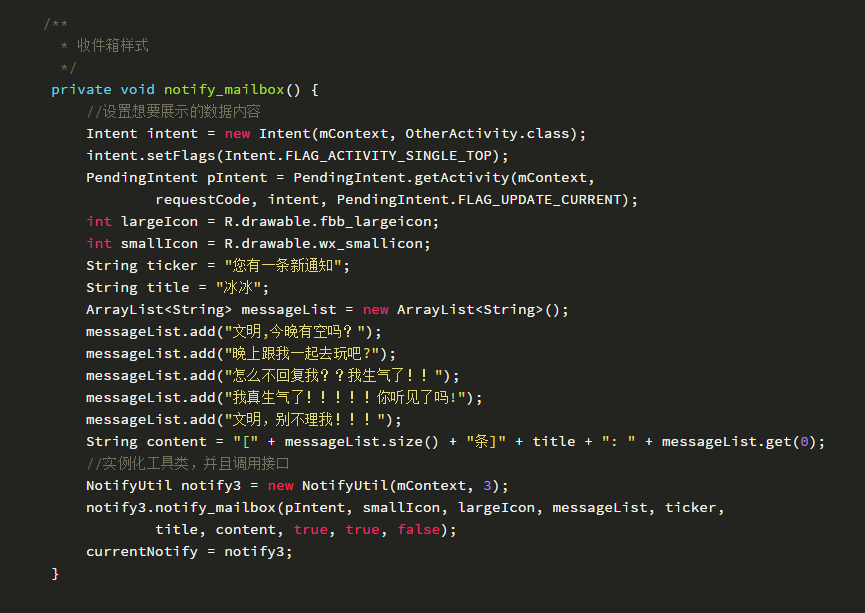 /**
 * 收件箱样式
 */
private void notify_mailbox() {
    //设置想要展示的数据内容
    Intent intent = new Intent(mContext, OtherActivity.class);
    intent.setFlags(Intent.FLAG_ACTIVITY_SINGLE_TOP);
    PendingIntent pIntent = PendingIntent.getActivity(mContext,
            requestCode, intent, PendingIntent.FLAG_UPDATE_CURRENT);
    int largeIcon = R.drawable.fbb_largeicon;
    int smallIcon = R.drawable.wx_smallicon;
    String ticker = "您有一条新通知";
    String title = "冰冰";
    ArrayList<String> messageList = new ArrayList<String>();
    messageList.add("文明,今晚有空吗？");
    messageList.add("晚上跟我一起去玩吧?");
    messageList.add("怎么不回复我？？我生气了！！");
    messageList.add("我真生气了！！！！！你听见了吗!");
    messageList.add("文明，别不理我！！！");
    String content = "[" + messageList.size() + "条]" + title + ": " + messageList.get(0);
    //实例化工具类，并且调用接口
    NotifyUtil notify3 = new NotifyUtil(mContext, 3);
    notify3.notify_mailbox(pIntent, smallIcon, largeIcon, messageList, ticker,
            title, content, true, true, false);
    currentNotify = notify3;
}